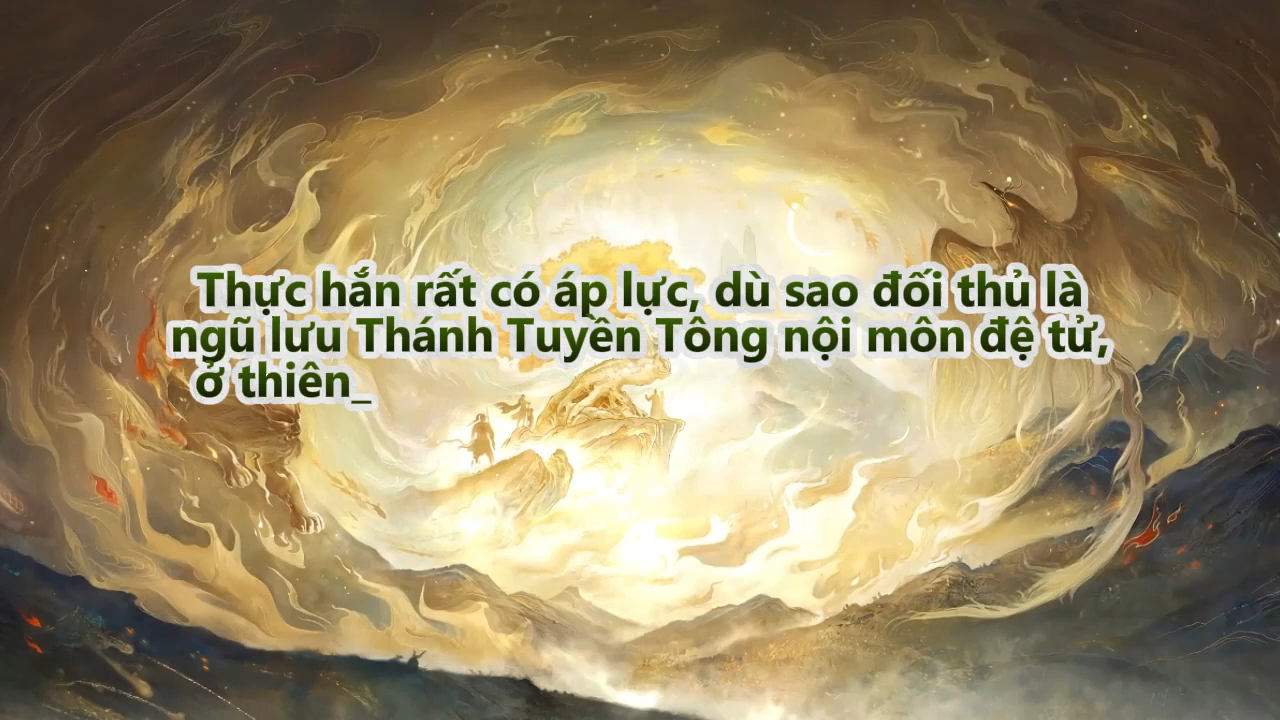 Thực hắn rất có áp lực, dù sao đối thủ là
ngũ lưu Thánh Tuyền Tông nội môn đệ tử,
ở thiên_